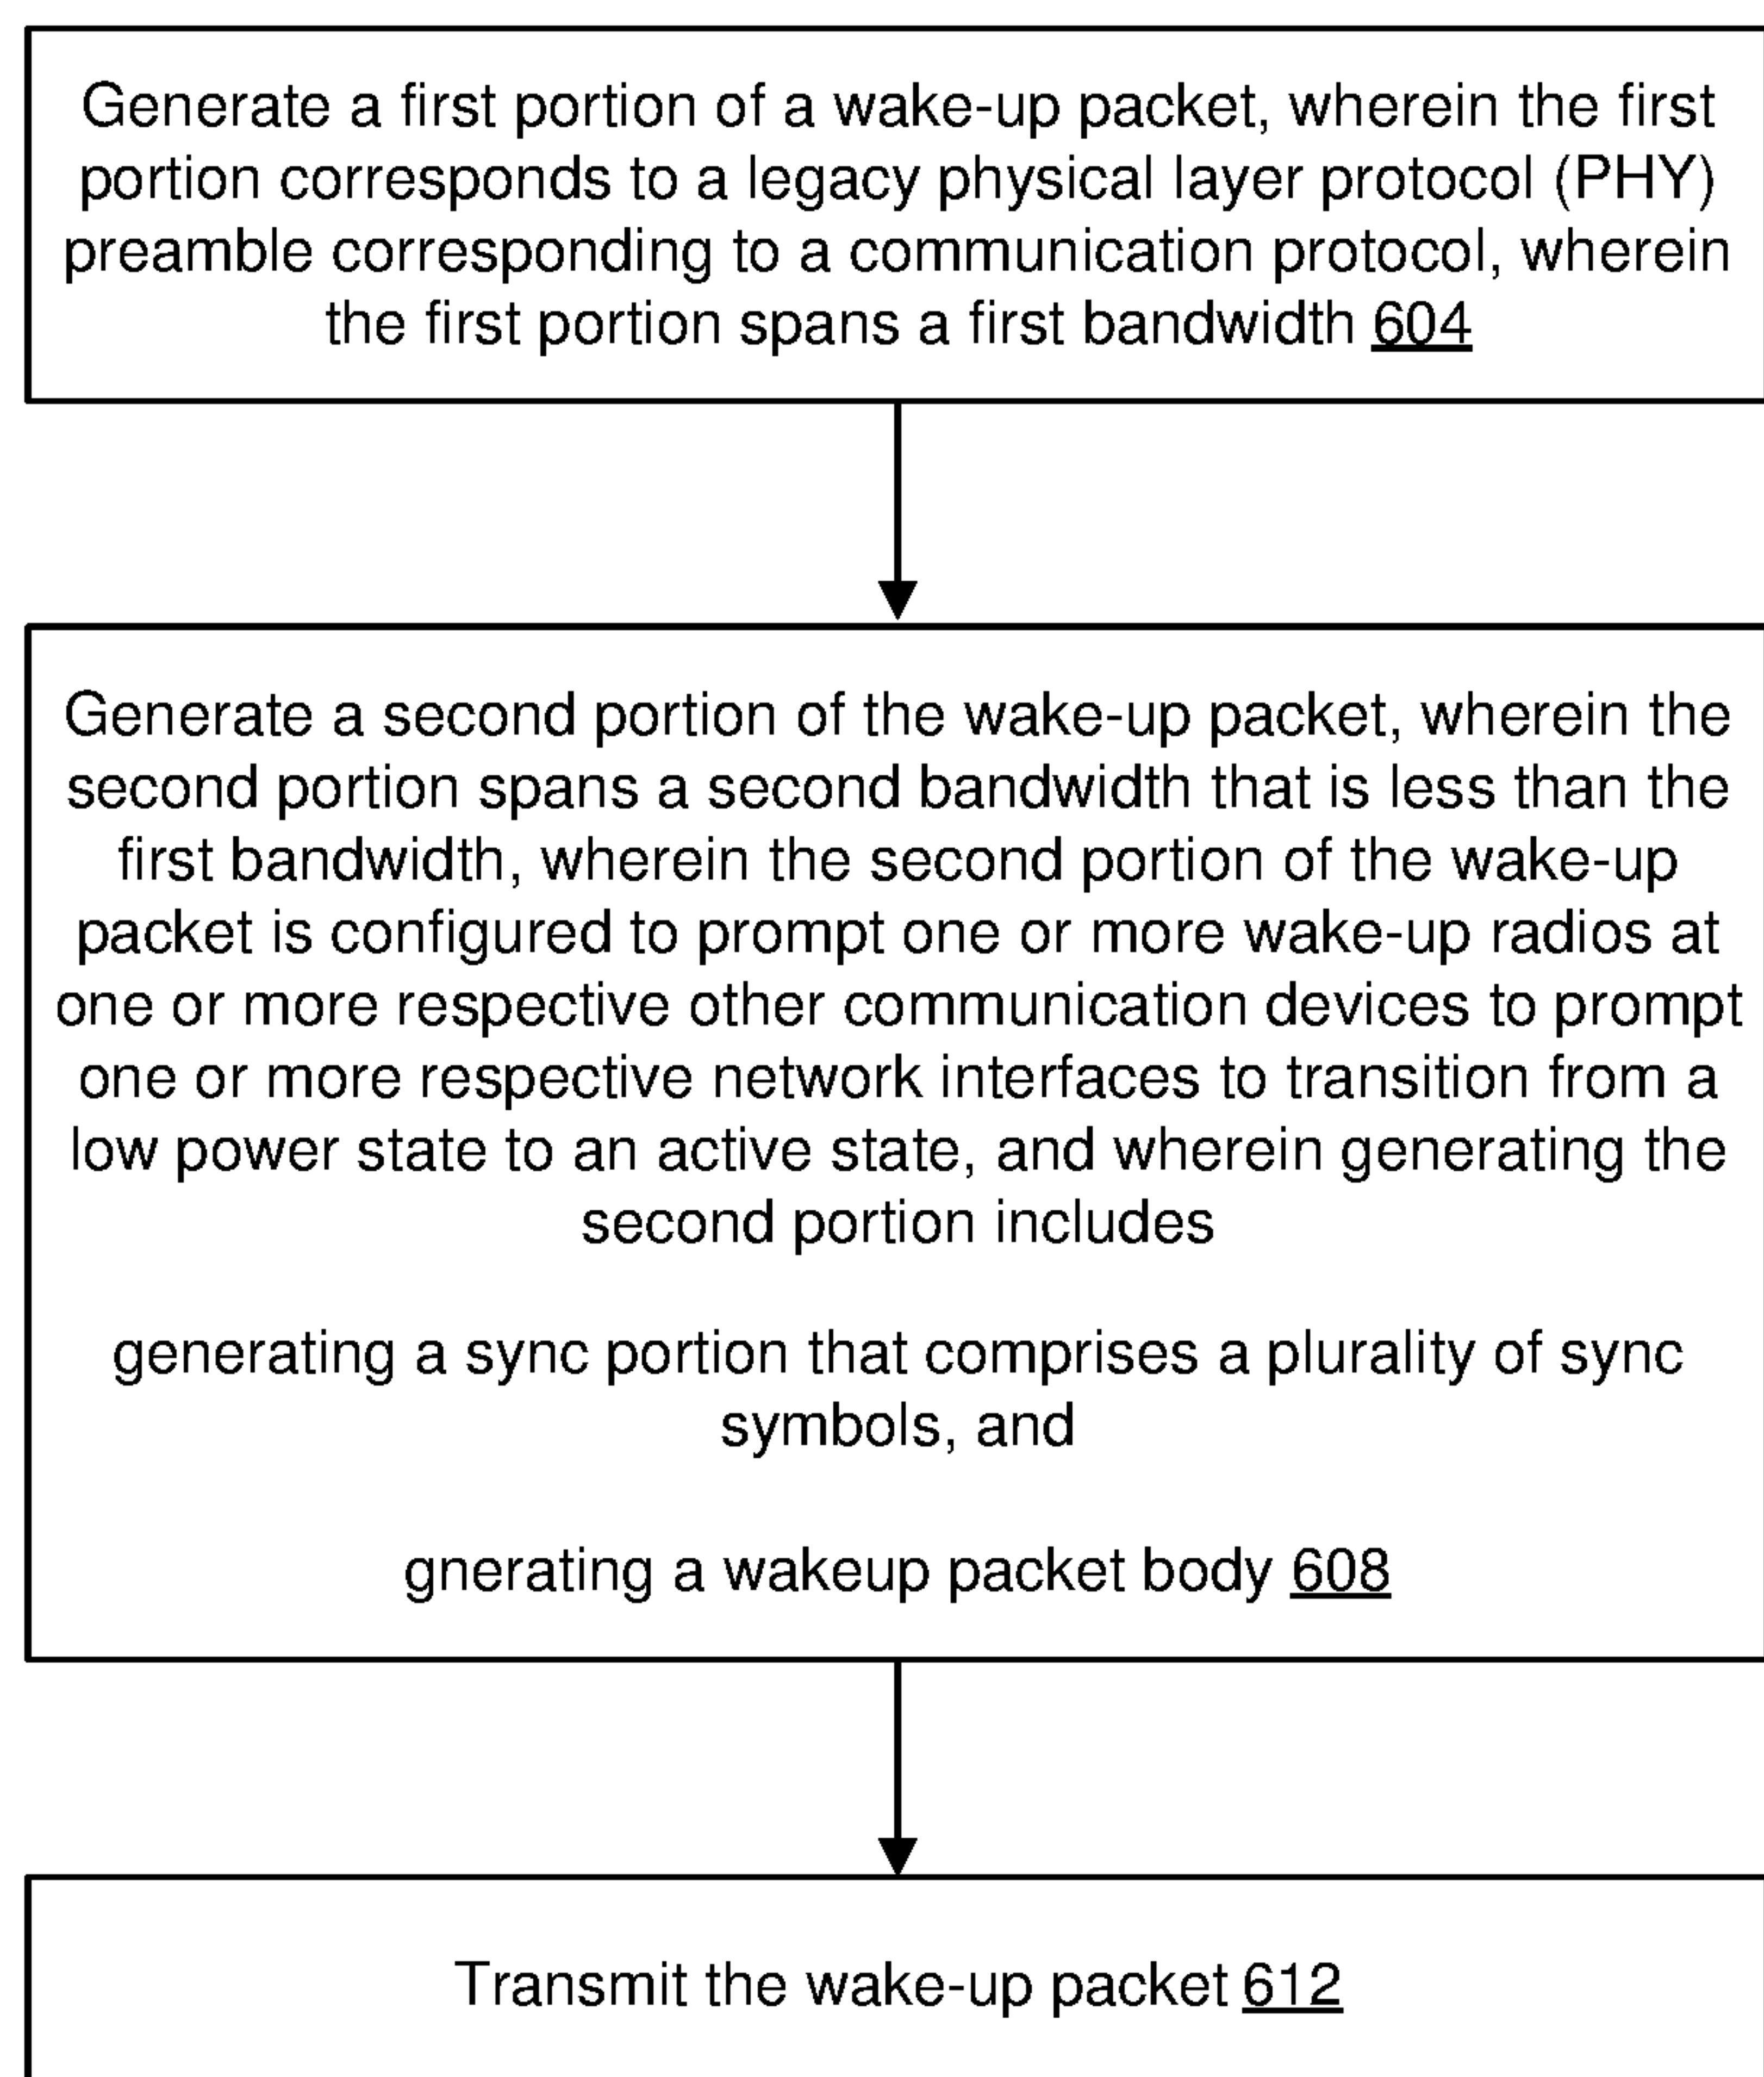 Generate a first portion of a wake-up packet, wherein the first
portion corresponds to a legacy physical layer protocol (PHY)
preamble corresponding to a communication protocol, wherein
the first portion spans a first bandwidth 604
Generate a second portion of the wake-up packet, wherein the
second portion spans a second bandwidth that is less than the
first bandwidth, wherein the second portion of the wake-up
packet is configured to prompt one or more wake-up radios at
one or more respective other communication devices to prompt
one or more respective network interfaces to transition from a
low power state to an active state, and wherein generating the
second portion includ
generating a sync portion that comprises a plurality of sync
symbols, and
gnerating a wakeup packet body 608
Transmit the wake-up packet 612